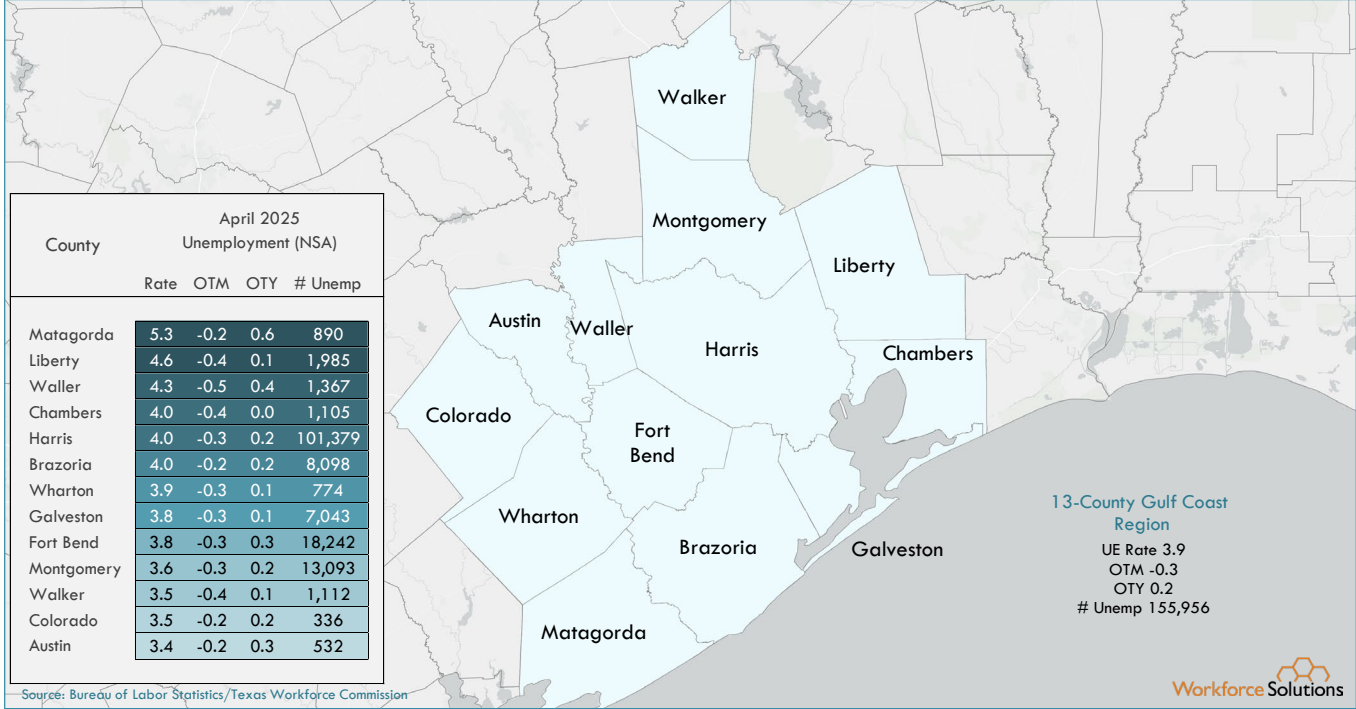 Walker
Montgomery
Liberty
Austin
Waller
Harris
Chambers
Colorado
Fort
Bend
Wharton
Brazoria
Galveston
Matagorda
April 2025
County Unemployment (NSA)
Rate OTM OTY # Unemp
Matagorda 5.3 -0.2 0.6 890
Liberty 4.6 -0.4 0.1 1,985
Waller 4.3 -0.5 0.4 1,367
Chambers 4.0 -0.4 0.0 1,105
Harris 4.0 -0.3 0.2 101,379
Brazoria 4.0 -0.2 0.2 8,098
Wharton 3.9 -0.3 0.1 774
Galveston 3.8 -0.3 0.1 7,043
Fort Bend 3.8 -0.3 0.3 18,242
Montgomery 3.6 -0.3 0.2 13,093
Walker 3.5 -0.4 0.1 1,112
Colorado 3.5 -0.2 0.2 336
Austin 3.4 -0.2 0.3 532
Source: Bureau of Labor Statistics/Texas Workforce Commission
13-County Gulf Coast
Region
UE Rate 3.9
OTM -0.3
OTY 0.2
# Unemp 155,956
Workforce Solutions